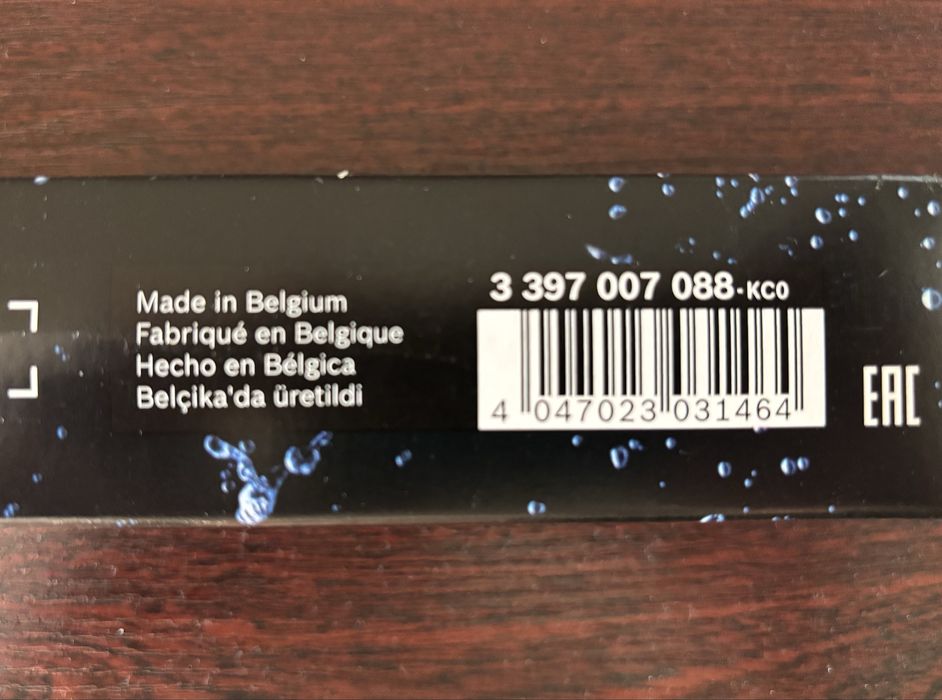 Made in Belgium
Fabriqué en Belgique
Hecho en Bélgica
Belçika'da üretildi
3 397 007 088·KC0
4 047023 031464
EAC